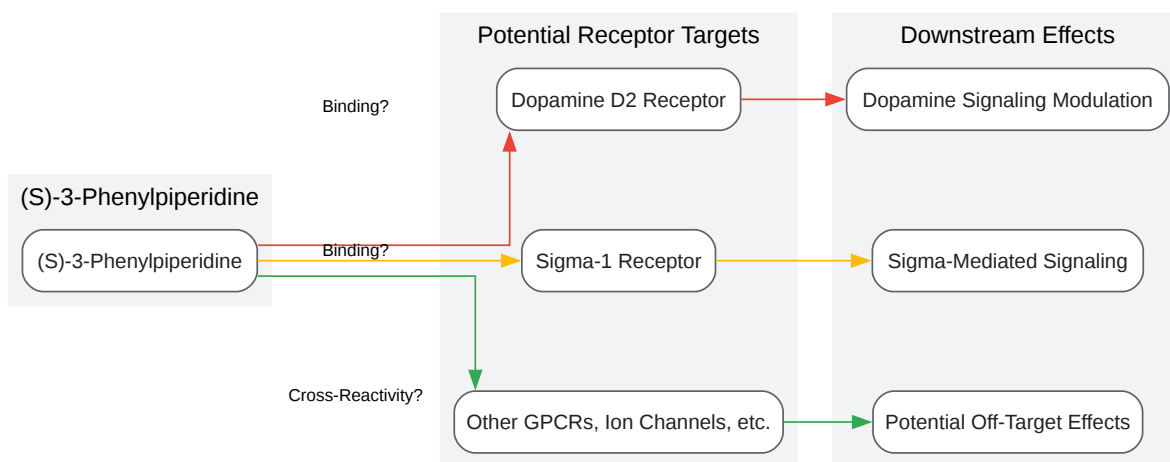 Potential Receptor Targets
Downstream Effects
Binding?
Dopamine D2 Receptor
Dopamine Signaling Modulation
(S)-3-Phenylpiperidine
(S)-3-Phenylpiperidine
Binding?
Sigma-1 Receptor
Sigma-Mediated Signaling
Cross-Reactivity?
Other GPCRs, Ion Channels, etc.
Potential Off-Target Effects